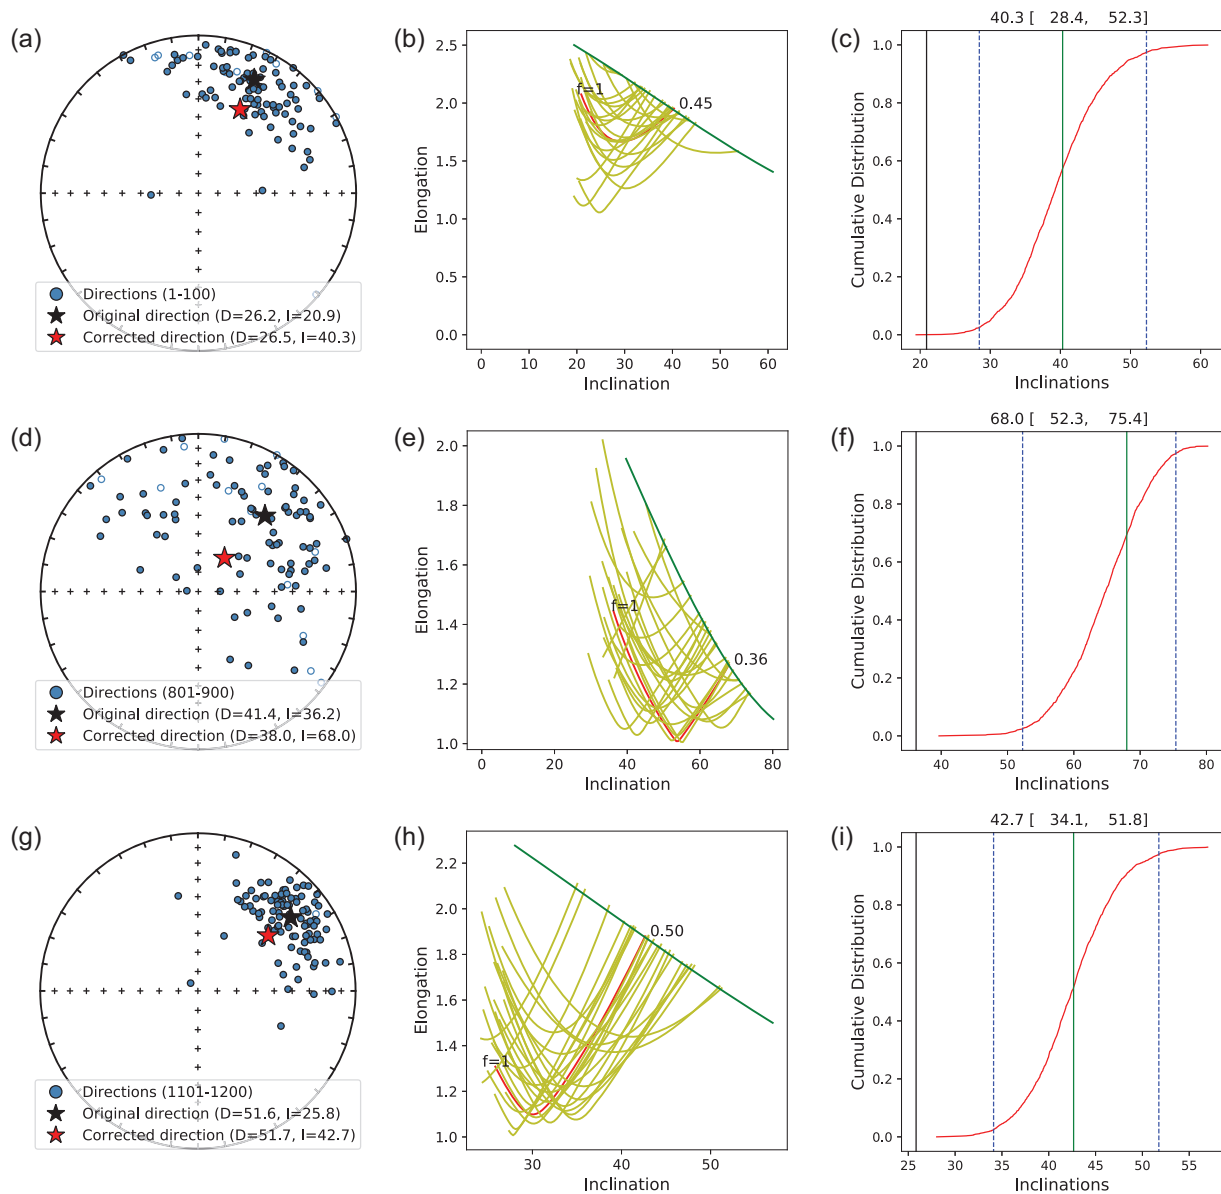 (a)
Directions (1-100)
Original direction (D=26.2, I=20.9)
Corrected direction (D=26.5, I=40.3)
(b)
Elongation
2.5
2.0
1.5
1.0
0.5
0.0
f=1
0.45
0 10 20 30 40 50 60
Inclination
(c)
40.3 [ 28.4, 52.3]
Cumulative Distribution
1.0
0.8
0.6
0.4
0.2
0.0
20 30 40 50 60
Inclinations
(d)
Directions (801-900)
Original direction (D=41.4, I=36.2)
Corrected direction (D=38.0, I=68.0)
(e)
Elongation
2.0
1.8
1.6
1.4
1.2
1.0
f=1
0.36
0 10 20 30 40 50 60 70 80
Inclination
(f)
68.0 [ 52.3, 75.4]
Cumulative Distribution
1.0
0.8
0.6
0.4
0.2
0.0
40 50 60 70 80
Inclinations
(g)
Directions (1101-1200)
Original direction (D=51.6, I=25.8)
Corrected direction (D=51.7, I=42.7)
(h)
Elongation
2.2
2.0
1.8
1.6
1.4
1.2
1.0
f=1
0.50
30 40 50
Inclination
(i)
42.7 [ 34.1, 51.8]
Cumulative Distribution
1.0
0.8
0.6
0.4
0.2
0.0
25 30 35 40 45 50 55
Inclinations